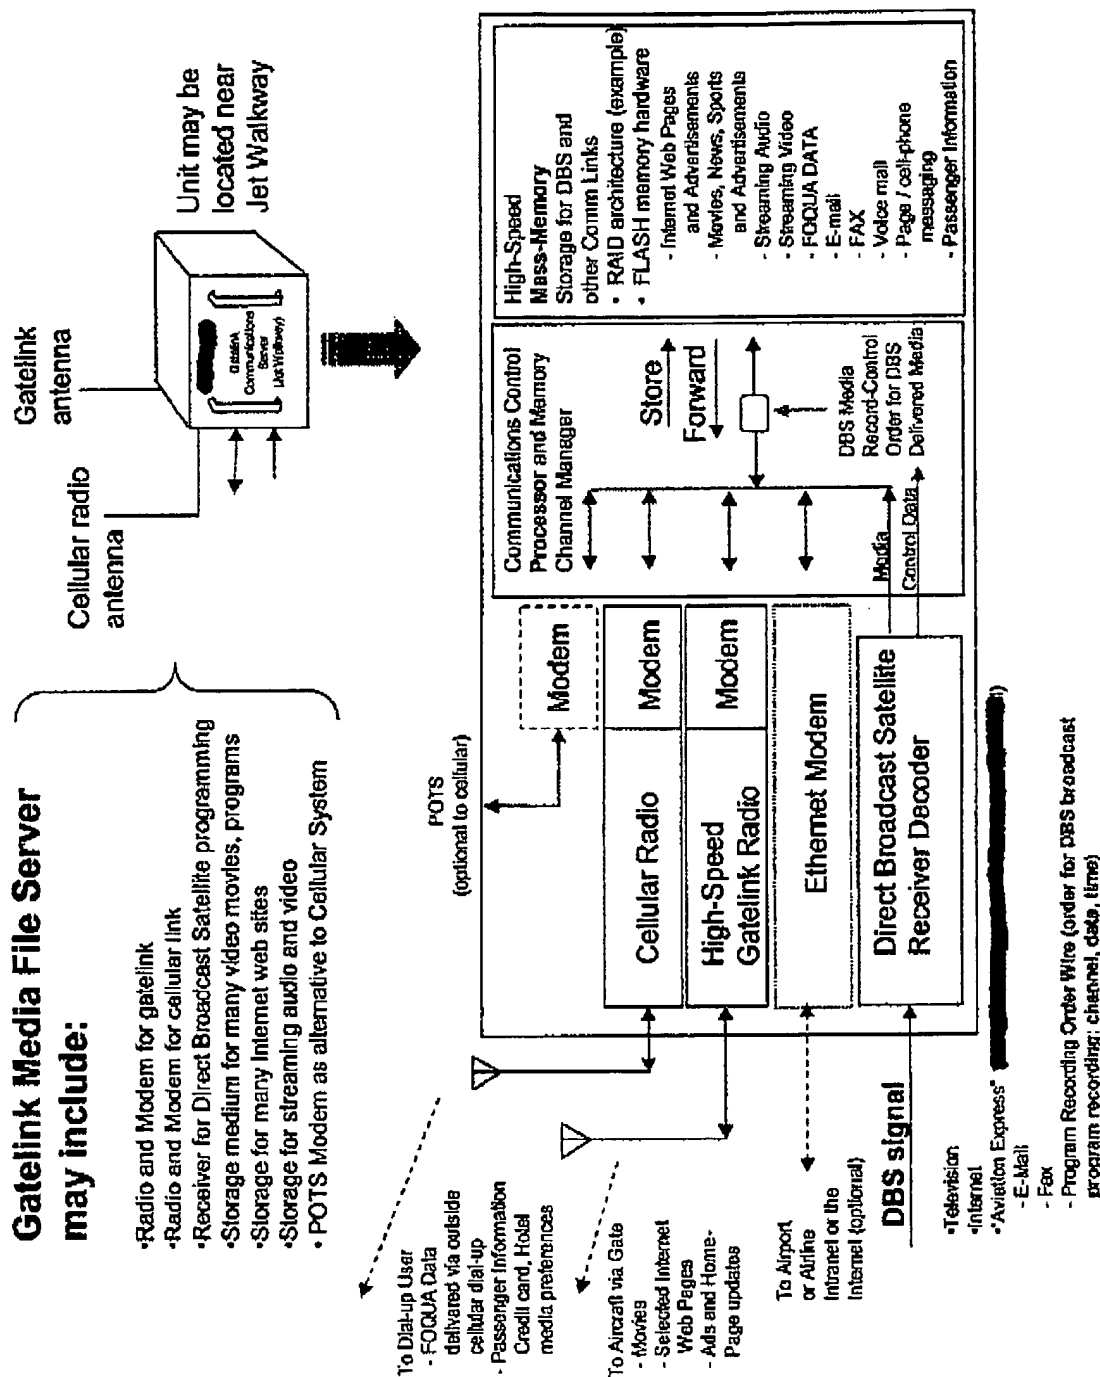 Gatelink Media File Server
may include:
•Radio and Modem for gatelink
•Radio and Modem for cellular link
•Receiver for Direct Broadcast Satellite programming
•Storage medium for many video movies, programs
•Storage for many Internet web sites
•Storage for streaming audio and video
• POTS Modem as alternative to Cellular System
Cellular radio
antenna
Gatelink
antenna
Gatelink
Communications
Server
(Jet Walkway)
Unit may be
located near
Jet Walkway
POTS
(optional to cellular)
Modem
Cellular Radio
Modem
High-Speed
Gatelink Radio
Modem
Ethernet Modem
Direct Broadcast Satellite
Receiver Decoder
Communications Control
Processor and Memory
Channel Manager
Store
Forward
DBS Media
Record-Control
Order for DBS
Delivered Media
Media
Control Data
High-Speed
Mass-Memory
Storage for DBS and
other Comm Links
• RAID architecture (example)
• FLASH memory hardware
- Internet Web Pages
and Advertisements
- Movies, News, Sports
and Advertisements
- Streaming Audio
- Streaming Video
- FOQUA DATA
- E-mail
- FAX
- Voice mail
- Page / cell-phone
messaging
- Passenger Information
To Dial-up User
- FOQUA Data
delivered via outside
cellular dial-up
- Passenger Information
Credit card, Hotel
media preferences
To Aircraft via Gate
- Movies
- Selected Internet
Web Pages
- Ads and Home-
Page updates
To Airport
or Airline
Intranet or the
Internet (optional)
DBS signal
•Television
•Internet
•"Aviation Express"
- E-Mail
- Fax
- Program Recording Order Wire (order for DBS broadcast
program recording: channel, data, time)